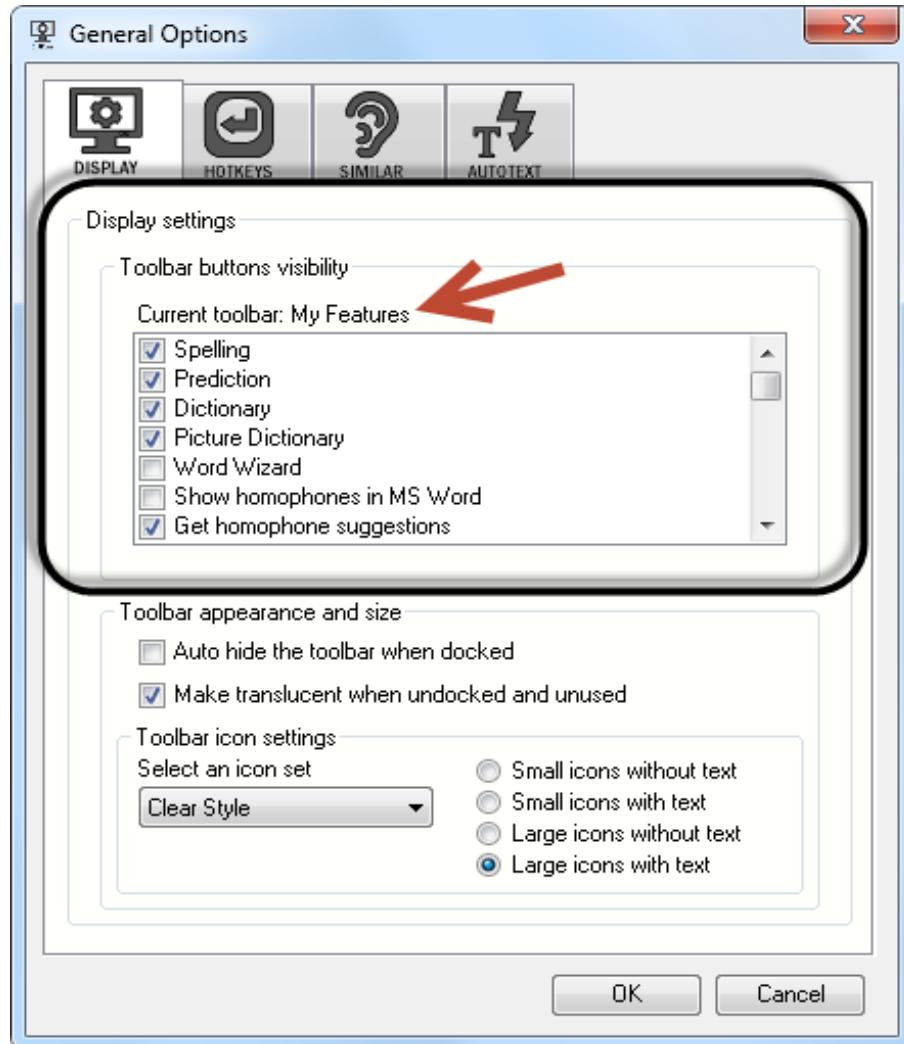 General Options
DISPLAY
HOTKEYS
SIMILAR
T
AUTOTEXT
Display settings
Toolbar buttons visibility
Current toolbar: My Features
Spelling
Prediction
Dictionary
Picture Dictionary
Word Wizard
Show homophones in MS Word
Get homophone suggestions
Toolbar appearance and size
Auto hide the toolbar when docked
Make translucent when undocked and unused
Toolbar icon settings
Select an icon set
Clear Style
Small icons without text
Small icons with text
Large icons without text
Large icons with text
OK Cancel